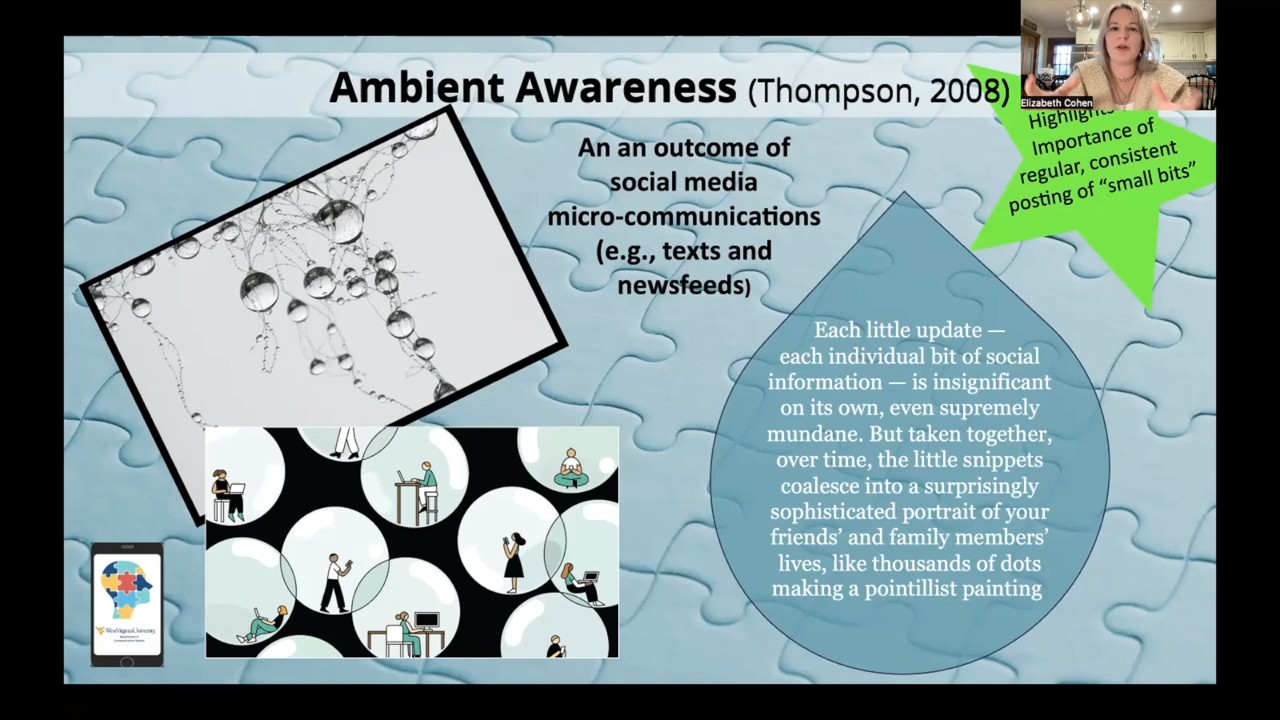 Ambient Awareness (Thompson, 2008)
Elizabeth Cohen
Highlights
Importance of
regular, consistent
posting of “small bits”
An an outcome of
social media
micro-communications
(e.g., texts and
newsfeeds)
Each little update —
each individual bit of social
information — is insignificant
on its own, even supremely
mundane. But taken together,
over time, the little snippets
coalesce into a surprisingly
sophisticated portrait of your
friends’ and family members’
lives, like thousands of dots
making a pointillist painting
WestVirginiaUniversity